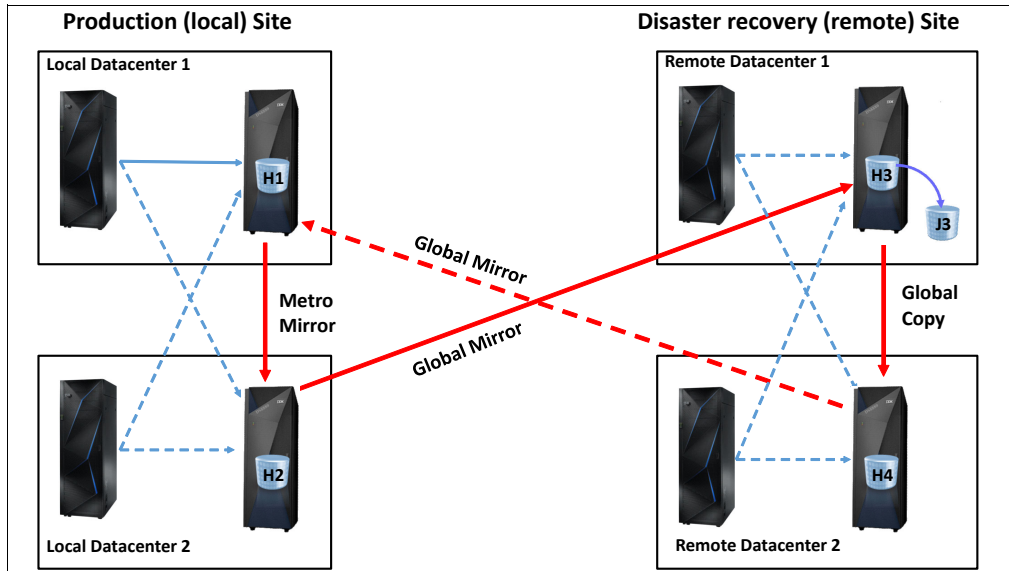 Production (local) Site
Disaster recovery (remote) Site
Local Datacenter 1
Remote Datacenter 1
H1
H3
J3
Global Mirror
Metro
Mirror
Global Mirror
Global
Copy
H2
H4
Local Datacenter 2
Remote Datacenter 2